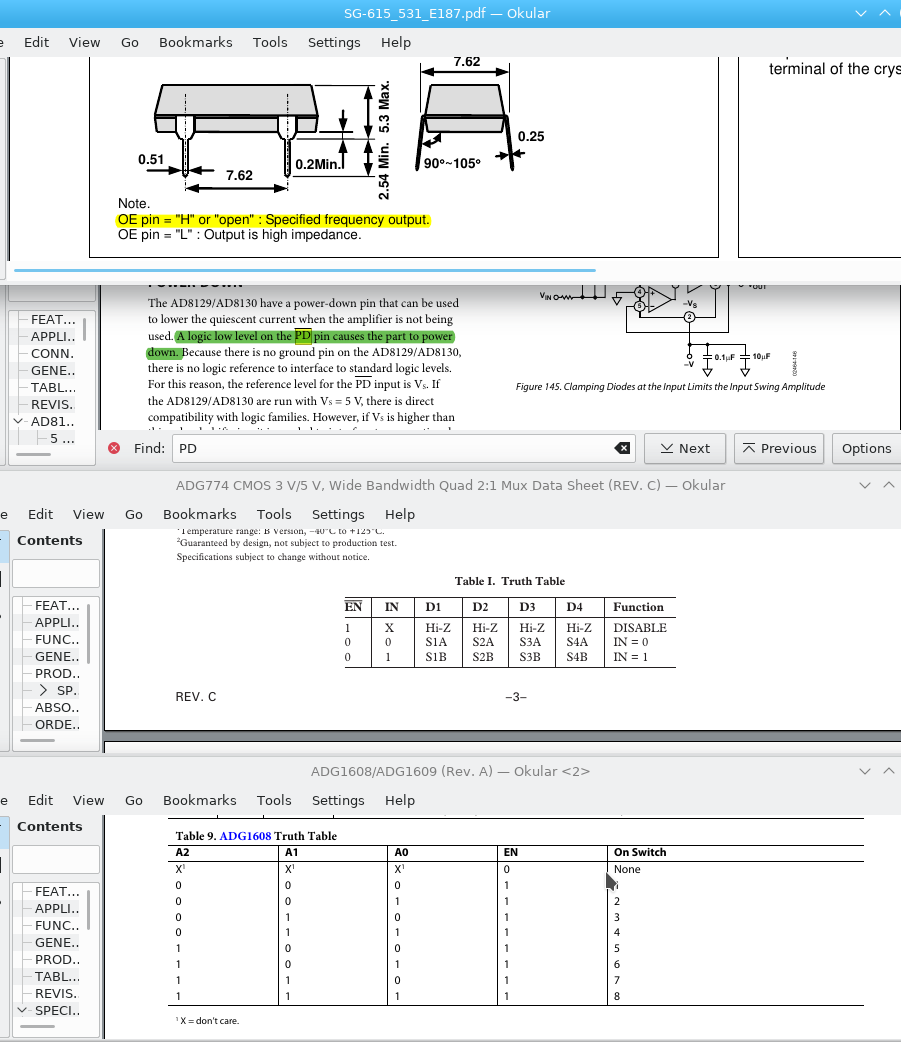 SG-615_531_E187.pdf — Okular
Edit View Go Bookmarks Tools Settings Help
7.62
terminal of the crys
5.3 Max.
0.51
7.62
0.2Min.
2.54 Min.
90°~105°
0.25
Note.
OE pin = "H" or "open" : Specified frequency output.
OE pin = "L" : Output is high impedance.
POWER DOWN
The AD8129/AD8130 have a power-down pin that can be used
to lower the quiescent current when the amplifier is not being
used. A logic low level on the PD pin causes the part to power
down. Because there is no ground pin on the AD8129/AD8130,
there is no logic reference to interface to standard logic levels.
For this reason, the reference level for the PD input is VS. If
the AD8129/AD8130 are run with VS = 5 V, there is direct
compatibility with logic families. However, if VS is higher than
VIN
4
5
–VS
2
VOUT
–V
0.1µF
10µF
02464-146
Figure 145. Clamping Diodes at the Input Limits the Input Swing Amplitude
FEAT...
APPLI...
CONN.
GENE...
TABL...
REVIS.
AD81...
5 ...
Find: PD Next Previous Options
ADG774 CMOS 3 V/5 V, Wide Bandwidth Quad 2:1 Mux Data Sheet (REV. C) — Okular
e Edit View Go Bookmarks Tools Settings Help
Contents
FEAT...
APPLI..
FUNC...
GENE...
PROD...
SP..
ABSO...
ORDE...
1Temperature range: B Version, –40°C to +125°C.
2Guaranteed by design, not subject to production test.
Specifications subject to change without notice.
Table I. Truth Table
EN IN D1 D2 D3 D4 Function
1 X Hi-Z Hi-Z Hi-Z Hi-Z DISABLE
0 0 S1A S2A S3A S4A IN = 0
0 1 S1B S2B S3B S4B IN = 1
REV. C –3–
ADG1608/ADG1609 (Rev. A) — Okular <2>
e Edit View Go Bookmarks Tools Settings Help
Contents
FEAT...
APPLI..
FUNC...
GENE...
PROD...
TABL...
REVIS...
SPECI...
Table 9. ADG1608 Truth Table
A2 A1 A0 EN On Switch
X1 X1 X1 0 None
0 0 0 1
0 0 1 1 2
0 1 0 1 3
0 1 1 1 4
1 0 0 1 5
1 0 1 1 6
1 1 0 1 7
1 1 1 1 8
1 X = don't care.